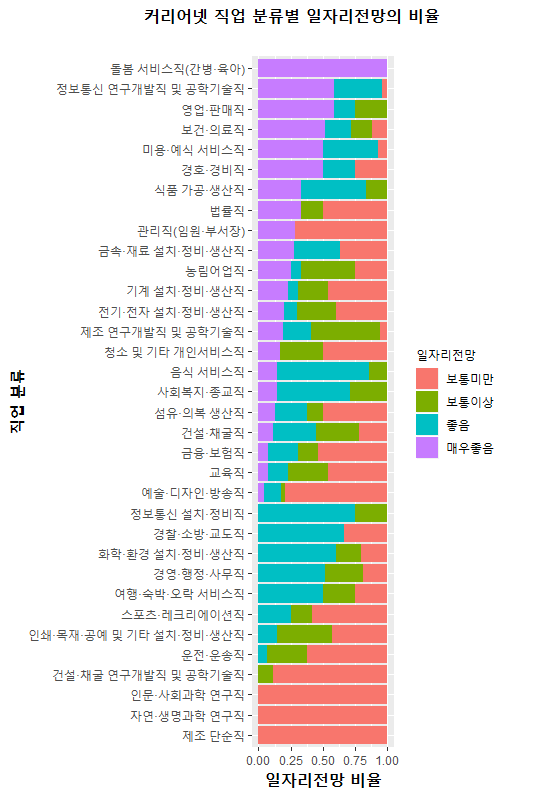 커리어넷 직업 분류별 일자리전망의 비율
돌봄 서비스직(간병·육아)
정보통신 연구개발직 및 공학기술직
영업·판매직
보건·의료직
미용·예식 서비스직
경호·경비직
식품 가공·생산직
법률직
관리직(임원·부서장)
금속·재료 설치·정비·생산직
농림어업직
기계 설치·정비·생산직
전기·전자 설치·정비·생산직
제조 연구개발직 및 공학기술직
청소 및 기타 개인서비스직
음식 서비스직
사회복지·종교직
섬유·의복 생산직
건설·채굴직
금융·보험직
교육직
예술·디자인·방송직
정보통신 설치·정비직
경찰·소방·교도직
화학·환경 설치·정비·생산직
경영·행정·사무직
여행·숙박·오락 서비스직
스포츠·레크리에이션직
인쇄·목재·공예 및 기타 설치·정비·생산직
운전·운송직
건설·채굴 연구개발직 및 공학기술직
인문·사회과학 연구직
자연·생명과학 연구직
제조 단순직
직업 분류
0.00 0.25 0.50 0.75 1.00
일자리전망 비율
일자리전망
보통미만
보통이상
좋음
매우좋음